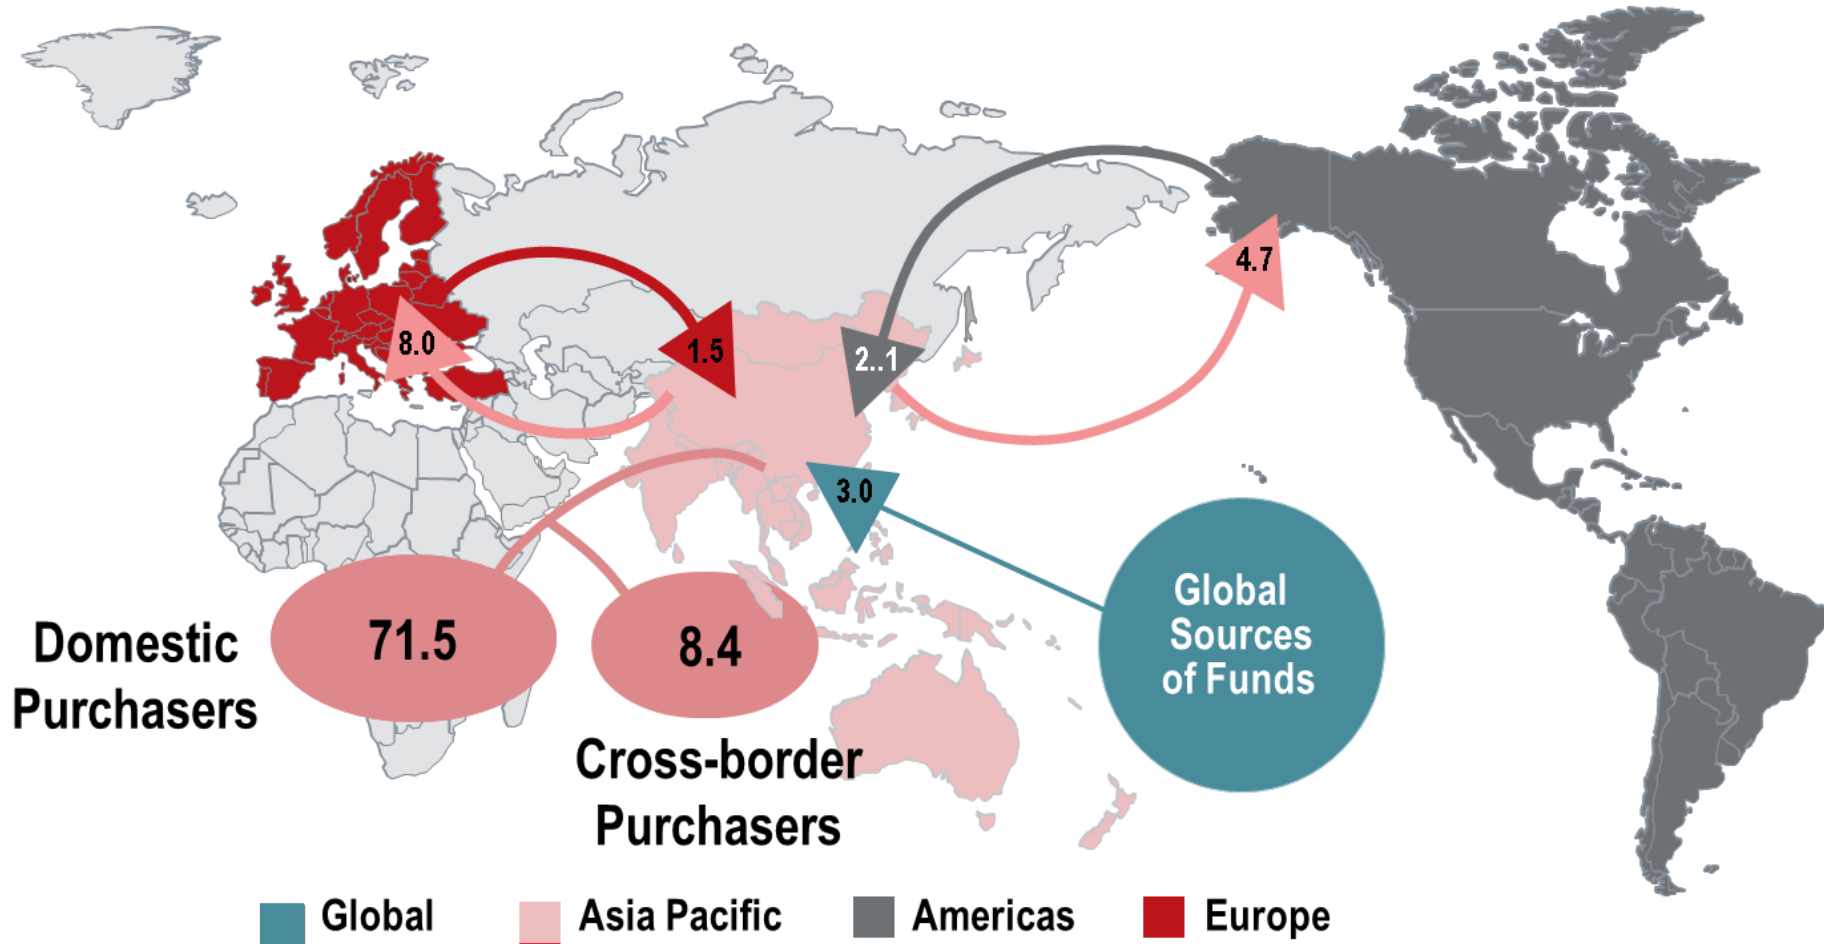 4.7
8.0
1.5
2..1
3.0
Global
Sources
of Funds
Domestic
Purchasers
71.5
8.4
Cross-border
Purchasers
Global
Asia Pacific
Americas
Europe